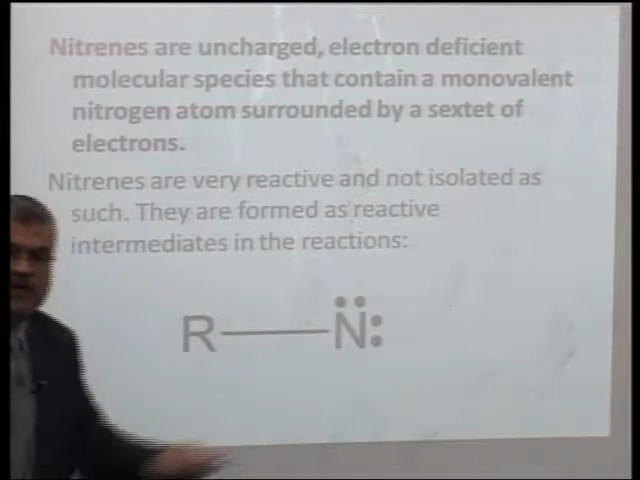 Nitrenes are uncharged, electron deficient
molecular species that contain a monovalent
nitrogen atom surrounded by a sextet of
electrons.
Nitrenes are very reactive and not isolated as
such. They are formed as reactive
intermediates in the reactions:
R—N̈: